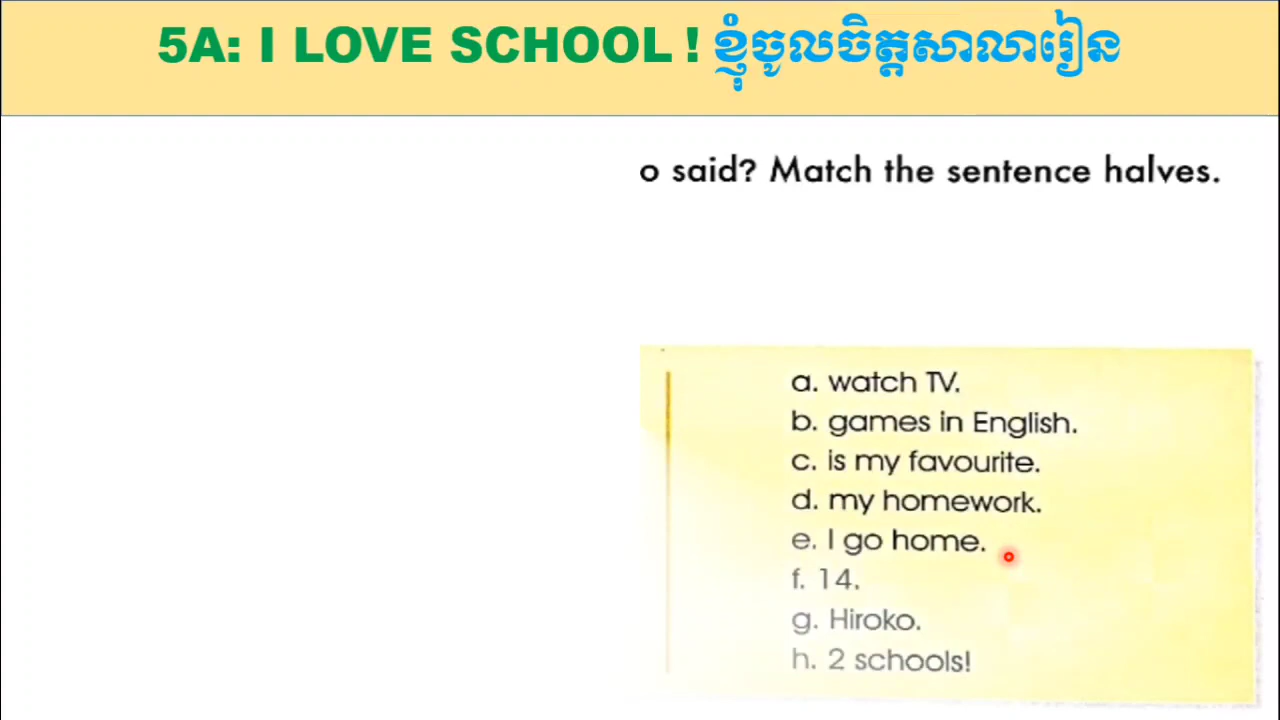 5A: I LOVE SCHOOL ! ខ្ញុំចូលចិត្តសាលារៀន
o said? Match the sentence halves.
a. watch TV.
b. games in English.
c. is my favourite.
d. my homework.
e. I go home.
f. 14.
g. Hiroko.
h. 2 schools!